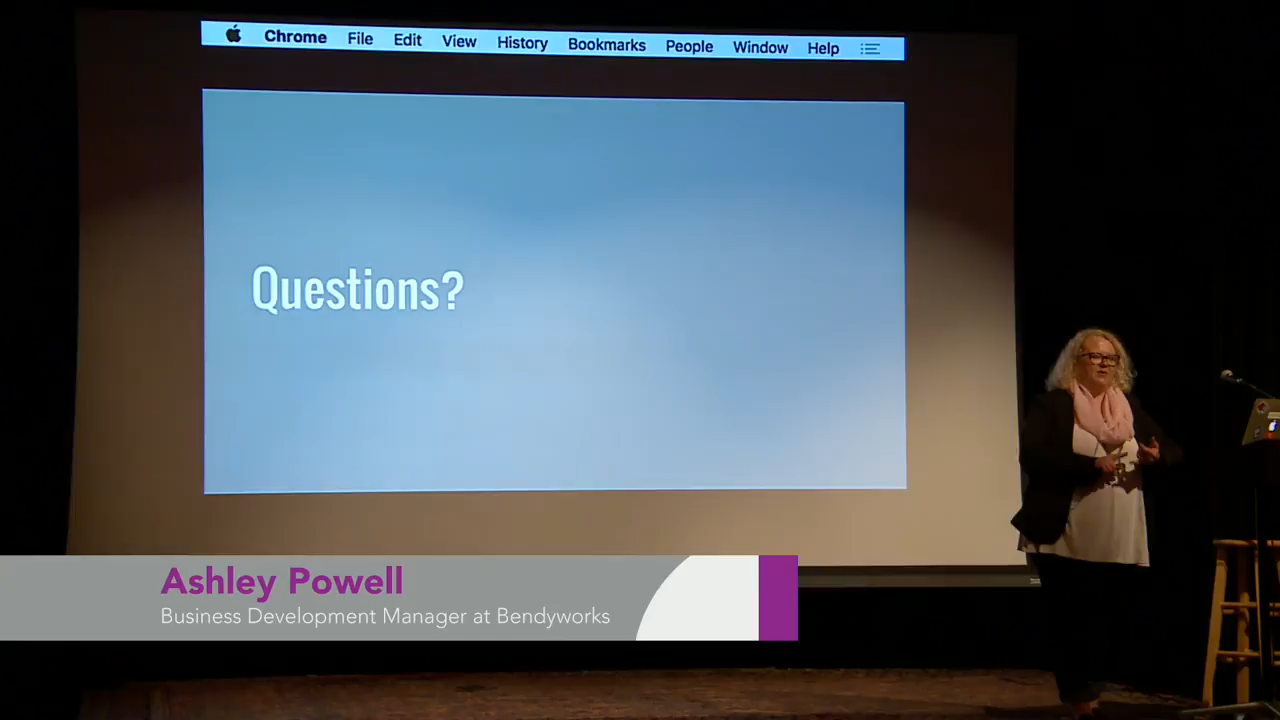 Chrome File Edit View History Bookmarks People Window Help
Questions?
Ashley Powell
Business Development Manager at Bendyworks